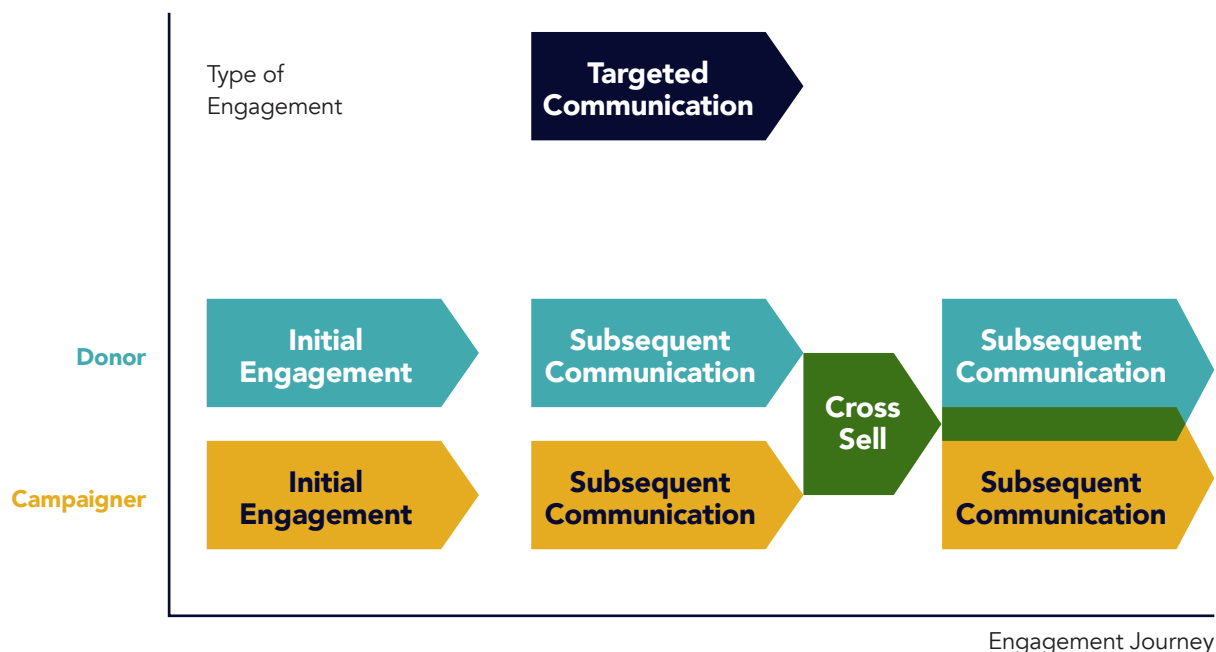 Type of
Engagement
Targeted
Communication
Donor
Initial
Engagement
Subsequent
Communication
Cross
Sell
Subsequent
Communication
Campaigner
Initial
Engagement
Subsequent
Communication
Subsequent
Communication
Engagement Journey